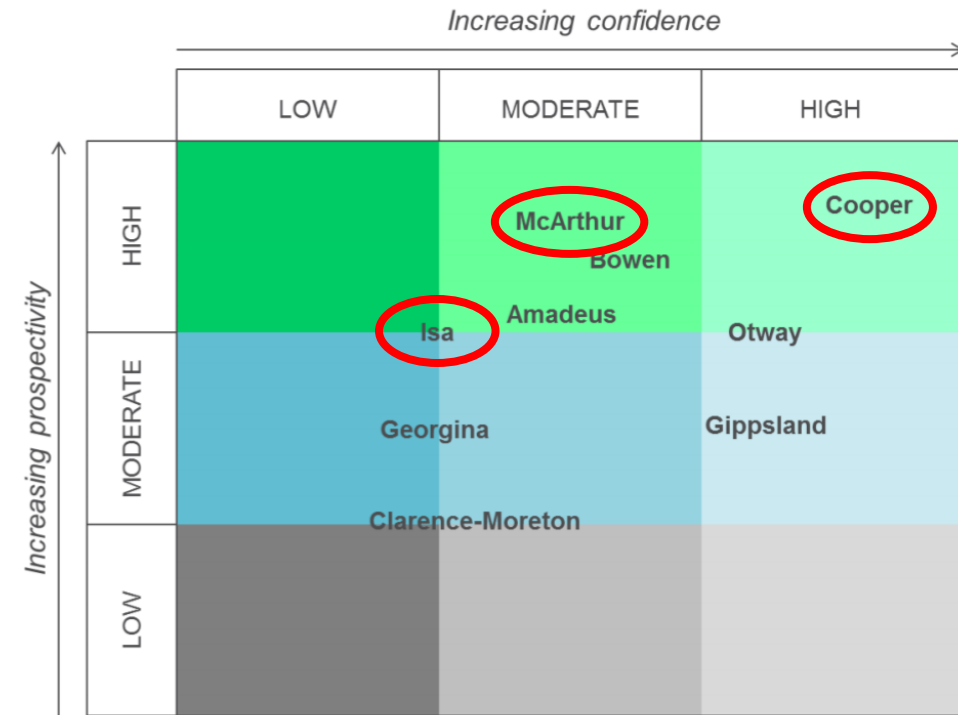 Increasing confidence
LOW
MODERATE
HIGH
Increasing prospectivity
HIGH
McArthur
Cooper
Bowen
Amadeus
Isa
Otway
MODERATE
Georgina
Gippsland
Clarence-Moreton
LOW